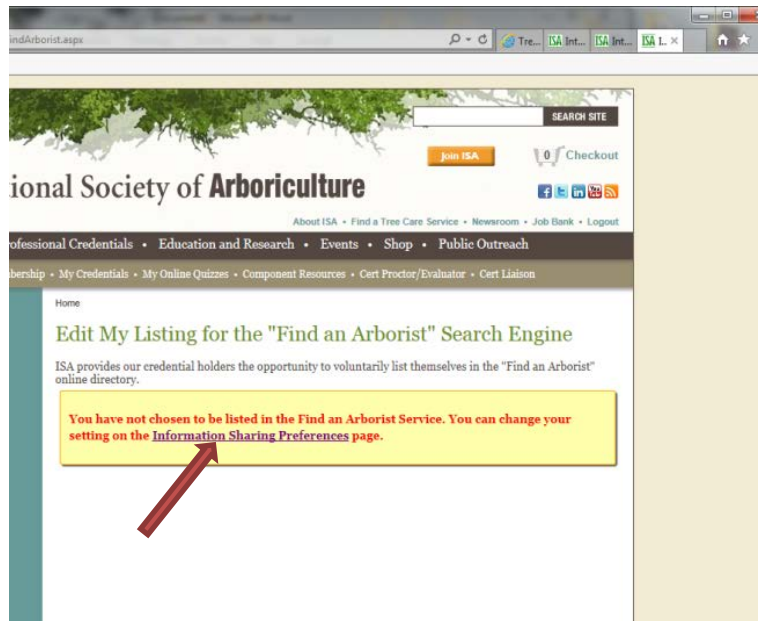 indArborist.aspx
Tre... ISA Int... ISA Int... ISA I...
SEARCH SITE
Join ISA
0 Checkout
ional Society of Arboriculture
About ISA • Find a Tree Care Service • Newsroom • Job Bank • Logout
rofessional Credentials • Education and Research • Events • Shop • Public Outreach
bership • My Credentials • My Online Quizzes • Component Resources • Cert Proctor/Evaluator • Cert Liaison
Home
Edit My Listing for the "Find an Arborist" Search Engine
ISA provides our credential holders the opportunity to voluntarily list themselves in the "Find an Arborist"
online directory.
You have not chosen to be listed in the Find an Arborist Service. You can change your
setting on the Information Sharing Preferences page.